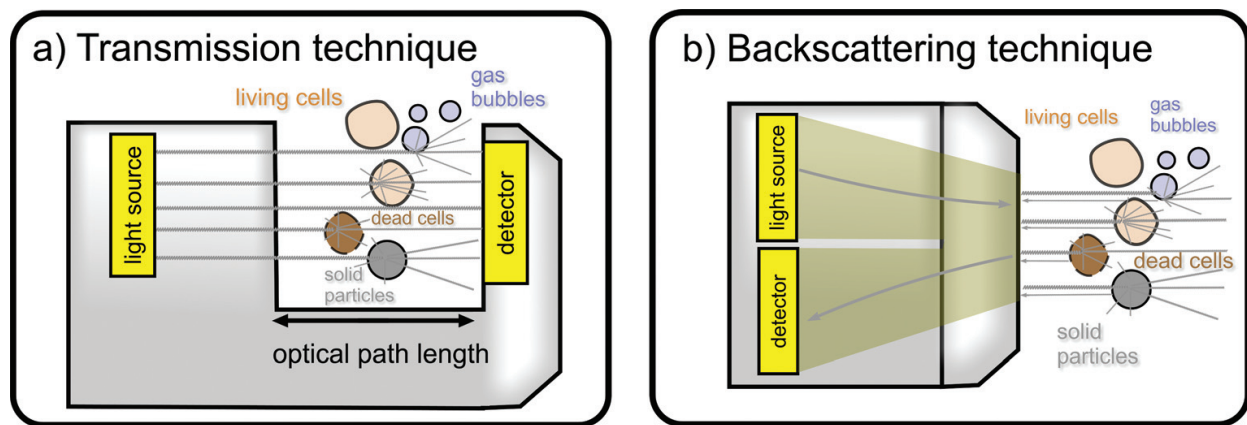 a) Transmission technique
living cells
gas
bubbles
light source
dead cells
solid
particles
detector
optical path length
b) Backscattering technique
living cells
gas
bubbles
light source
detector
dead cells
solid
particles